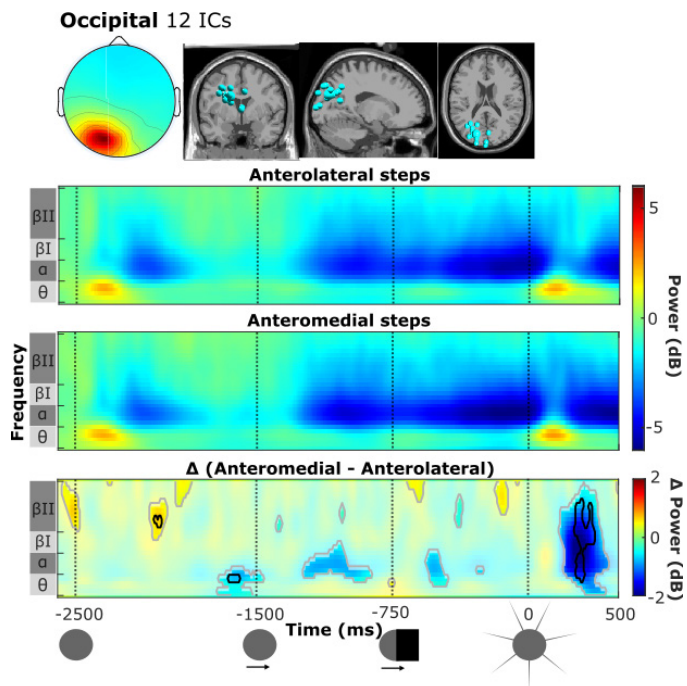 Occipital 12 ICs
Anterolateral steps
βII
βI
α
θ
5
0
-5
Power (dB)
Anteromedial steps
βII
βI
α
θ
Frequency
Δ (Anteromedial - Anterolateral)
βII
βI
α
θ
2
0
-2
Δ Power (dB)
-2500
-1500
-750
0
500
Time (ms)